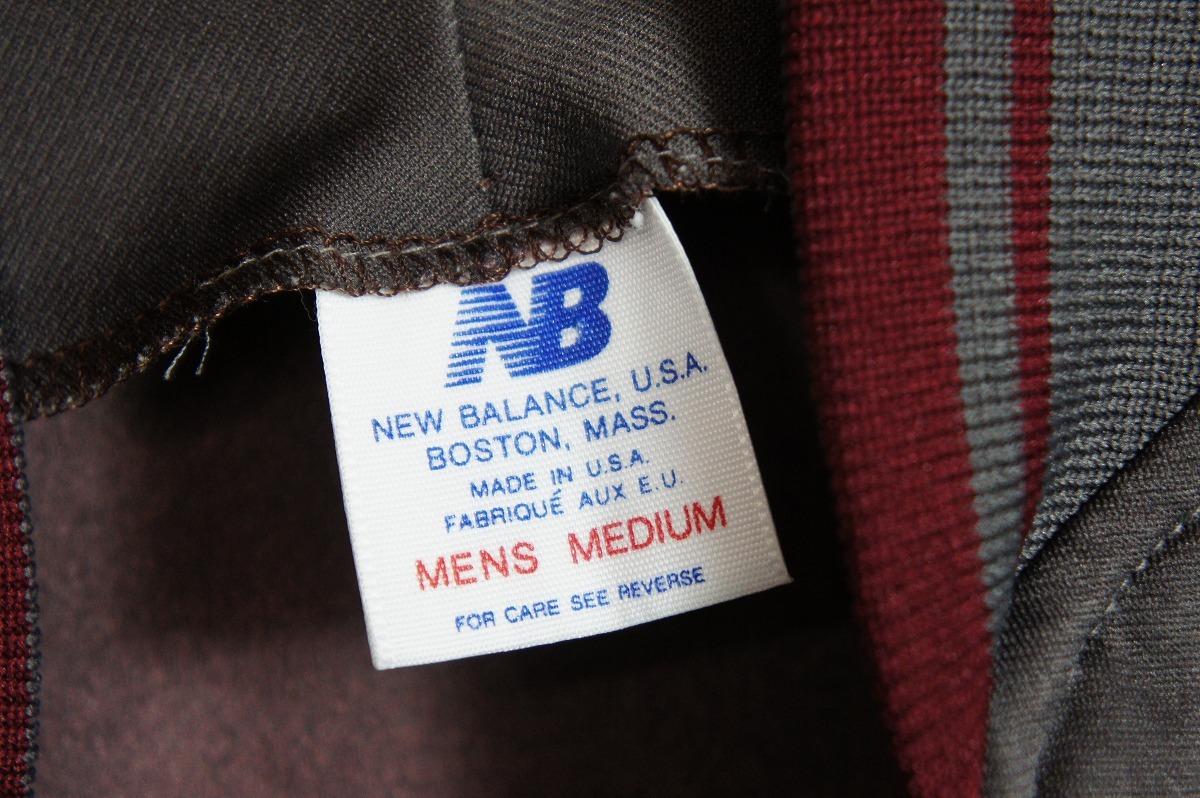 NB
NEW BALANCE, U.S.A.
BOSTON, MASS.
MADE IN U.S.A.
FABRIQUÉ AUX E.U.
MENS MEDIUM
FOR CARE SEE REVERSE